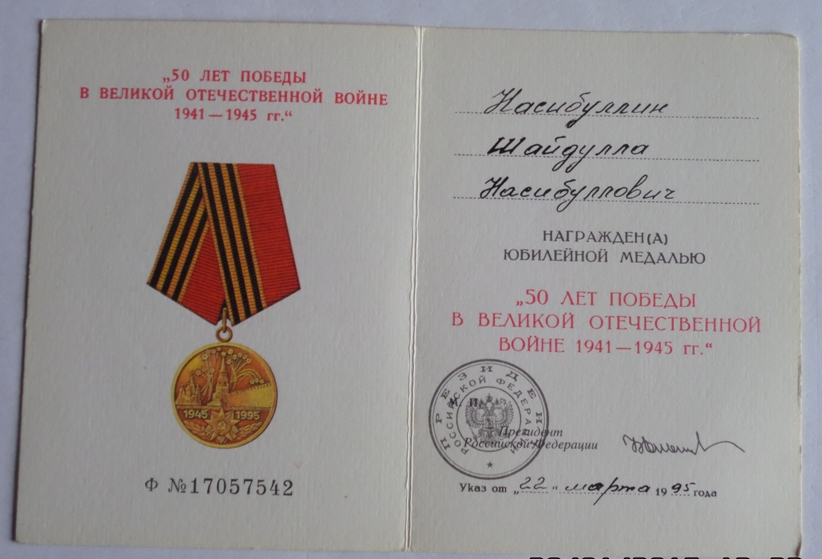 „50 ЛЕТ ПОБЕДЫ
В ВЕЛИКОЙ ОТЕЧЕСТВЕННОЙ ВОЙНЕ
1941 — 1945 гг.“
1945 1995
Ф №17057542
Насибуллин
Шайдулла
Насибуллович
НАГРАЖДЕН(А)
ЮБИЛЕЙНОЙ МЕДАЛЬЮ
„50 ЛЕТ ПОБЕДЫ
В ВЕЛИКОЙ ОТЕЧЕСТВЕННОЙ
ВОЙНЕ 1941 — 1945 гг.“
ПРЕЗИДЕНТ
РОССИЙСКОЙ ФЕДЕРАЦИИ
Президент
Российской Федерации
Указ от „22“ марта 1995 года